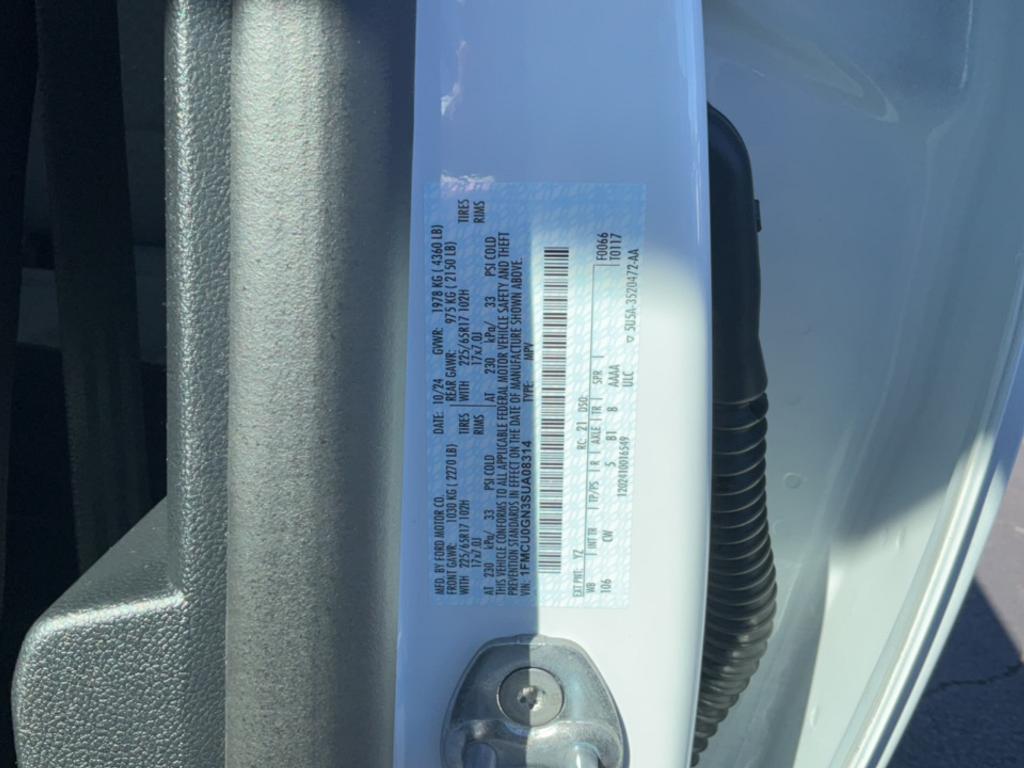 MFD. BY FORD MOTOR CO. DATE: 10/24 GVWR: 1978 KG ( 4360 LB)
FRONT GAWR: 1030 KG ( 2270 LB) REAR GAWR: 975 KG ( 2150 LB)
WITH 225/65R17 102H TIRES WITH 225/65R17 102H TIRES
17x7.0J RIMS 17x7.0J RIMS
AT 230 kPa/ 33 PSI COLD AT 230 kPa/ 33 PSI COLD
THIS VEHICLE CONFORMS TO ALL APPLICABLE FEDERAL MOTOR VEHICLE SAFETY AND THEFT
PREVENTION STANDARDS IN EFFECT ON THE DATE OF MANUFACTURE SHOWN ABOVE.
VIN: 1FMCU0GN3SUA08314 TYPE: MPV
EXT PNT: YZ RC: 21 DSO: F0066
WB INT TR TP/PS R AXLE TR SPR T0117
106 CW 5 B1 8 AAAA
1202410016549 ULC ▽ 5U5A-3520472-AA